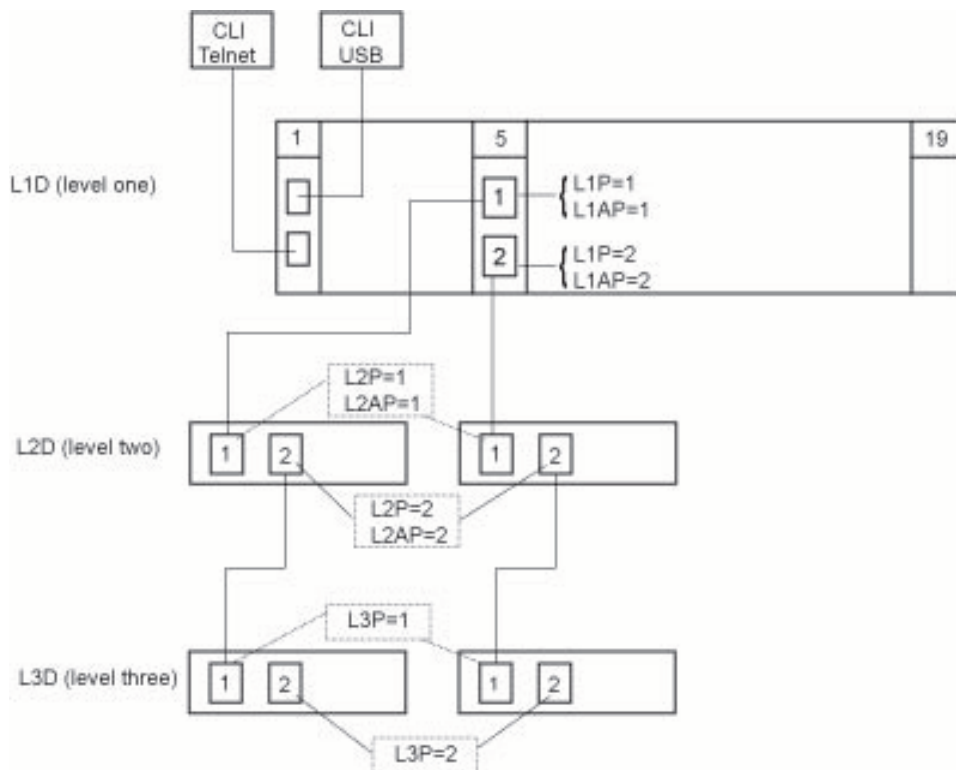 CLI
Telnet
CLI
USB
1
5
19
L1D (level one)
1
L1P=1
L1AP=1
2
L1P=2
L1AP=2
L2P=1
L2AP=1
L2D (level two)
1
2
1
2
L2P=2
L2AP=2
L3P=1
L3D (level three)
1
2
1
2
L3P=2